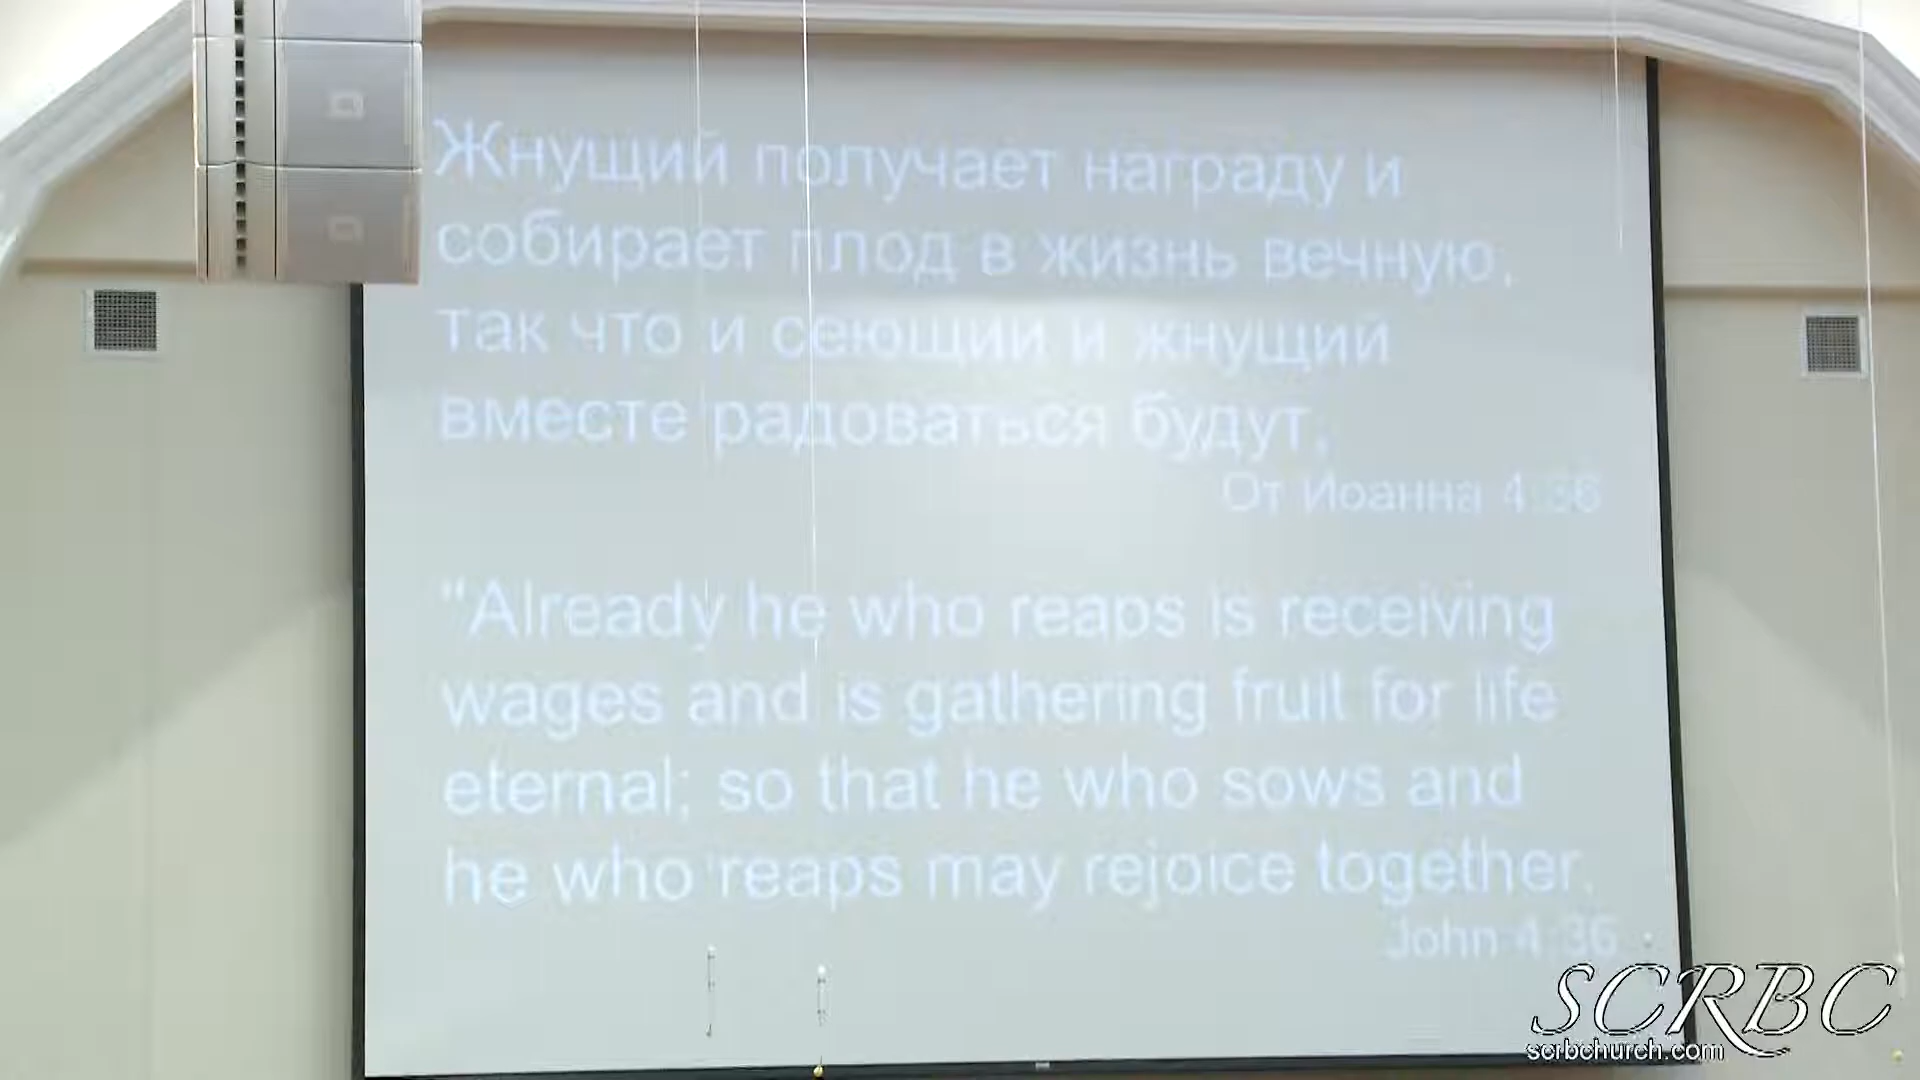 Жнущий получает награду и
собирает плод в жизнь вечную,
так что и сеющий и жнущий
вместе радоваться будут,
От Иоанна 4:36
"Already he who reaps is receiving
wages and is gathering fruit for life
eternal; so that he who sows and
he who reaps may rejoice together.
John 4:36
SCRBC
scrbchurch.com